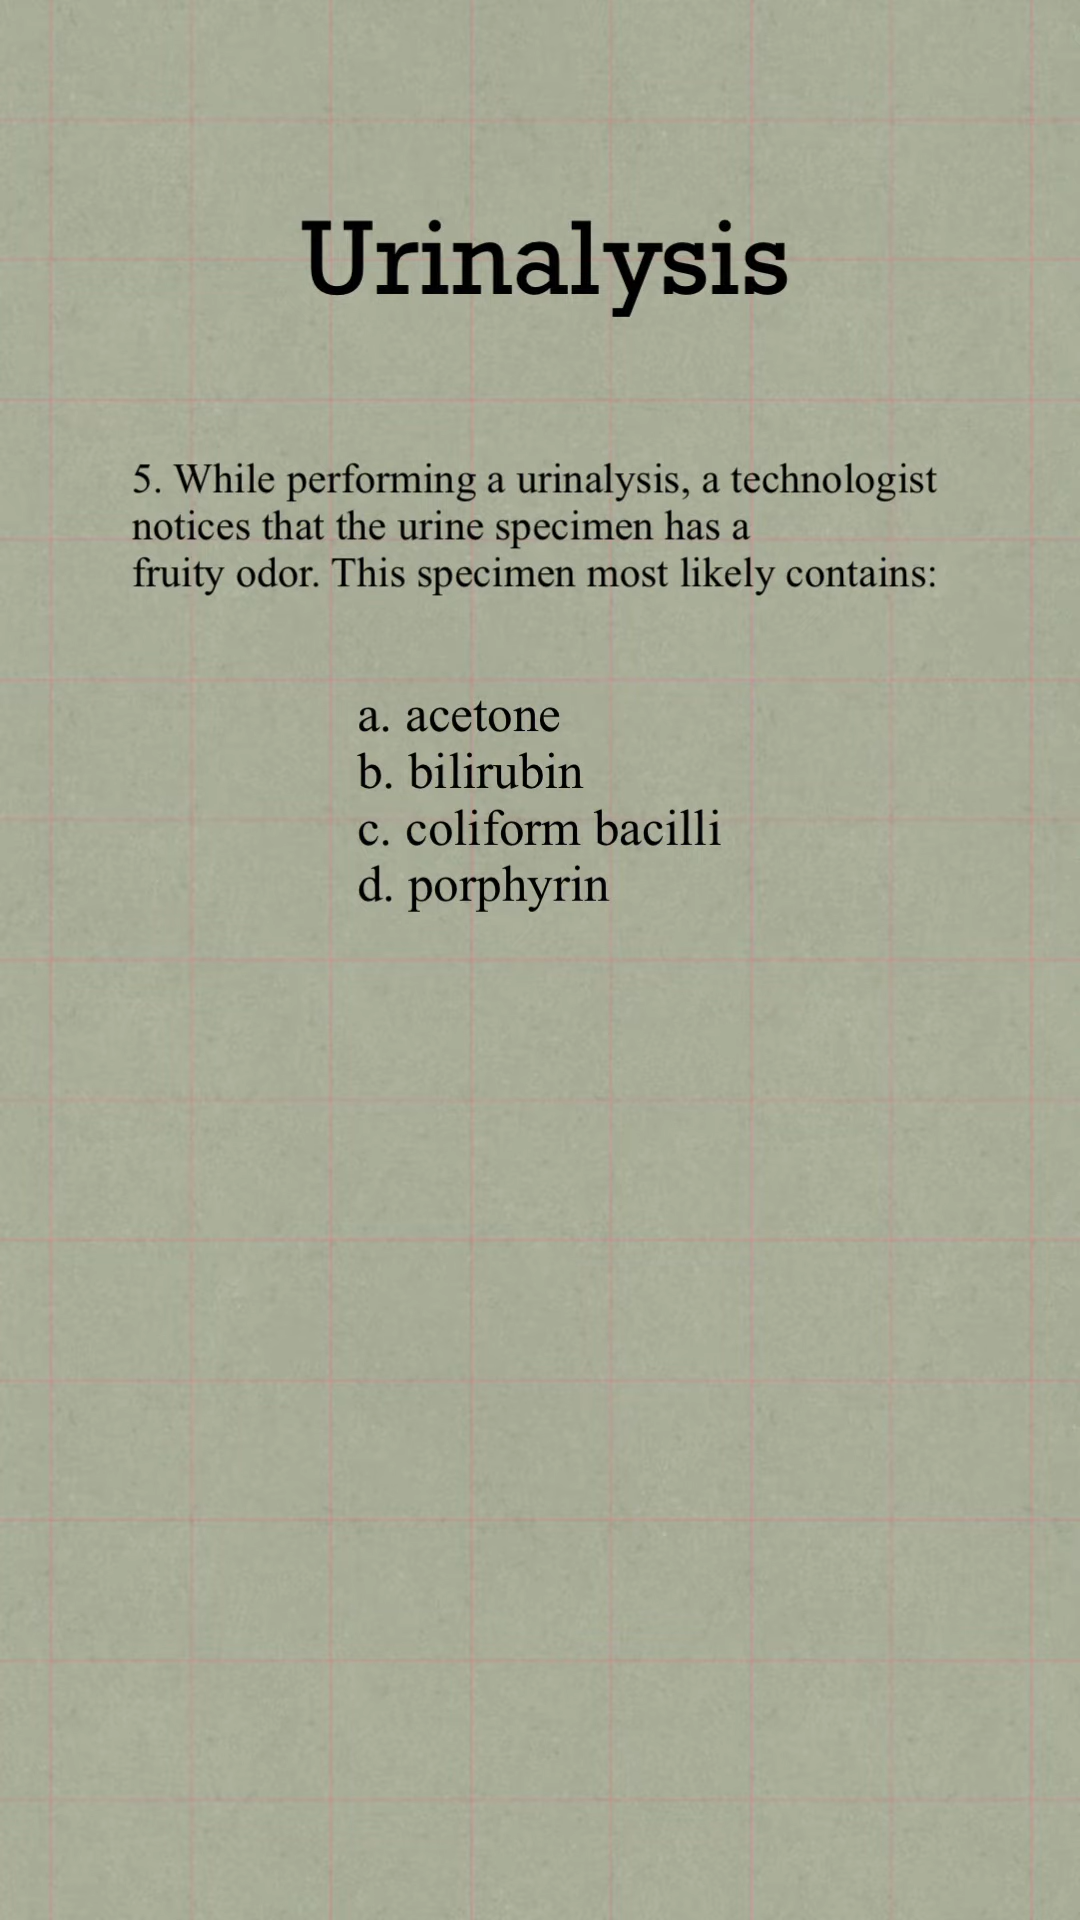 Urinalysis
5. While performing a urinalysis, a technologist
notices that the urine specimen has a
fruity odor. This specimen most likely contains:
a. acetone
b. bilirubin
c. coliform bacilli
d. porphyrin